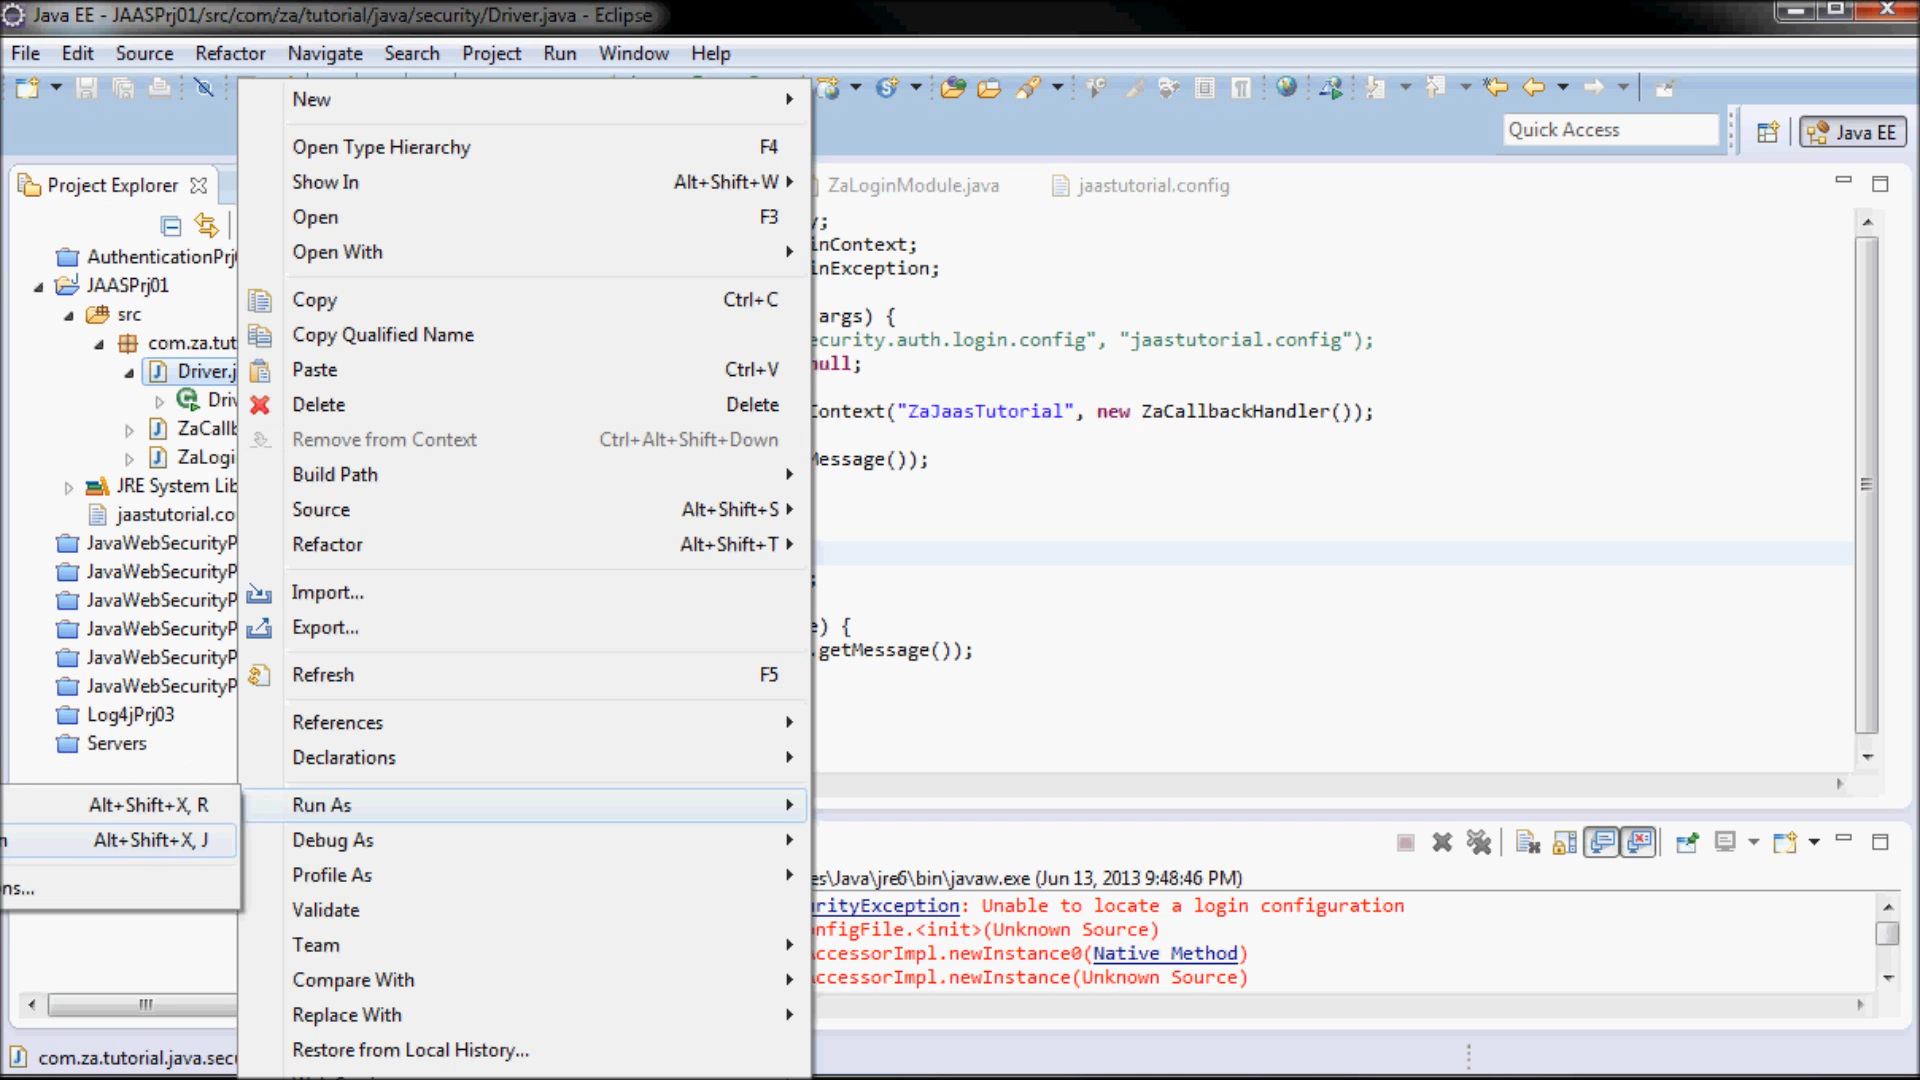 Java EE - JAASPrj01/src/com/za/tutorial/java/security/Driver.java - Eclipse
File Edit Source Refactor Navigate Search Project Run Window Help
Quick Access
Java EE
Project Explorer
AuthenticationPrj
JAASPrj01
src
com.za.tut
Driver.j
Driv
ZaCallb
ZaLogi
JRE System Lib
jaastutorial.co
JavaWebSecurityP
JavaWebSecurityP
JavaWebSecurityP
JavaWebSecurityP
JavaWebSecurityP
JavaWebSecurityP
Log4jPrj03
Servers
Alt+Shift+X, R
n Alt+Shift+X, J
ns...
com.za.tutorial.java.secu
New
Open Type Hierarchy F4
Show In Alt+Shift+W
Open F3
Open With
Copy Ctrl+C
Copy Qualified Name
Paste Ctrl+V
Delete Delete
Remove from Context Ctrl+Alt+Shift+Down
Build Path
Source Alt+Shift+S
Refactor Alt+Shift+T
Import...
Export...
Refresh F5
References
Declarations
Run As
Debug As
Profile As
Validate
Team
Compare With
Replace With
Restore from Local History...
ZaLoginModule.java jaastutorial.config
y;
inContext;
inException;
args) {
ecurity.auth.login.config", "jaastutorial.config");
null;
Context("ZaJaasTutorial", new ZaCallbackHandler());
Message());
;
e) {
.getMessage());
es\Java\jre6\bin\javaw.exe (Jun 13, 2013 9:48:46 PM)
rityException: Unable to locate a login configuration
nfigFile.<init>(Unknown Source)
ccessorImpl.newInstance0(Native Method)
ccessorImpl.newInstance(Unknown Source)